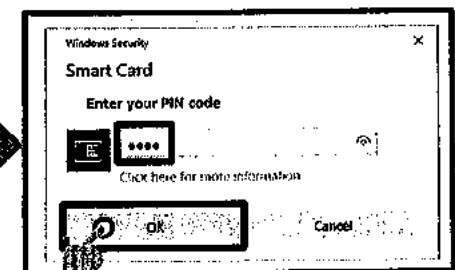 Windows Security
Smart Card
Enter your PIN code
••••
Click here for more information
OK
Cancel